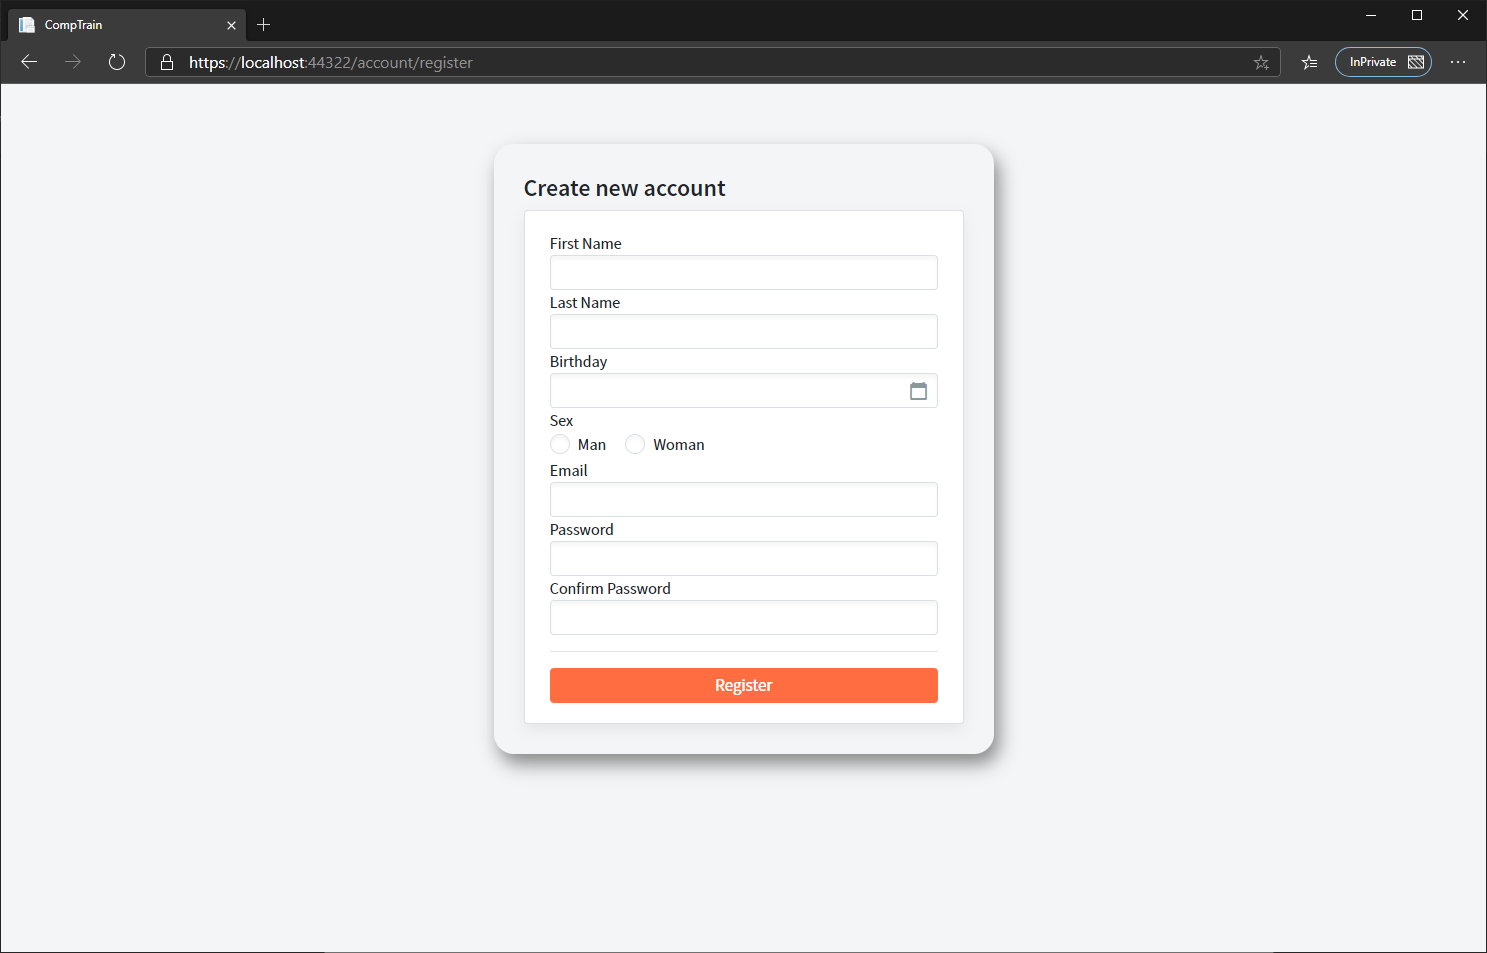 CompTrain
https://localhost:44322/account/register
InPrivate
Create new account
First Name
Last Name
Birthday
Sex
Man Woman
Email
Password
Confirm Password
Register